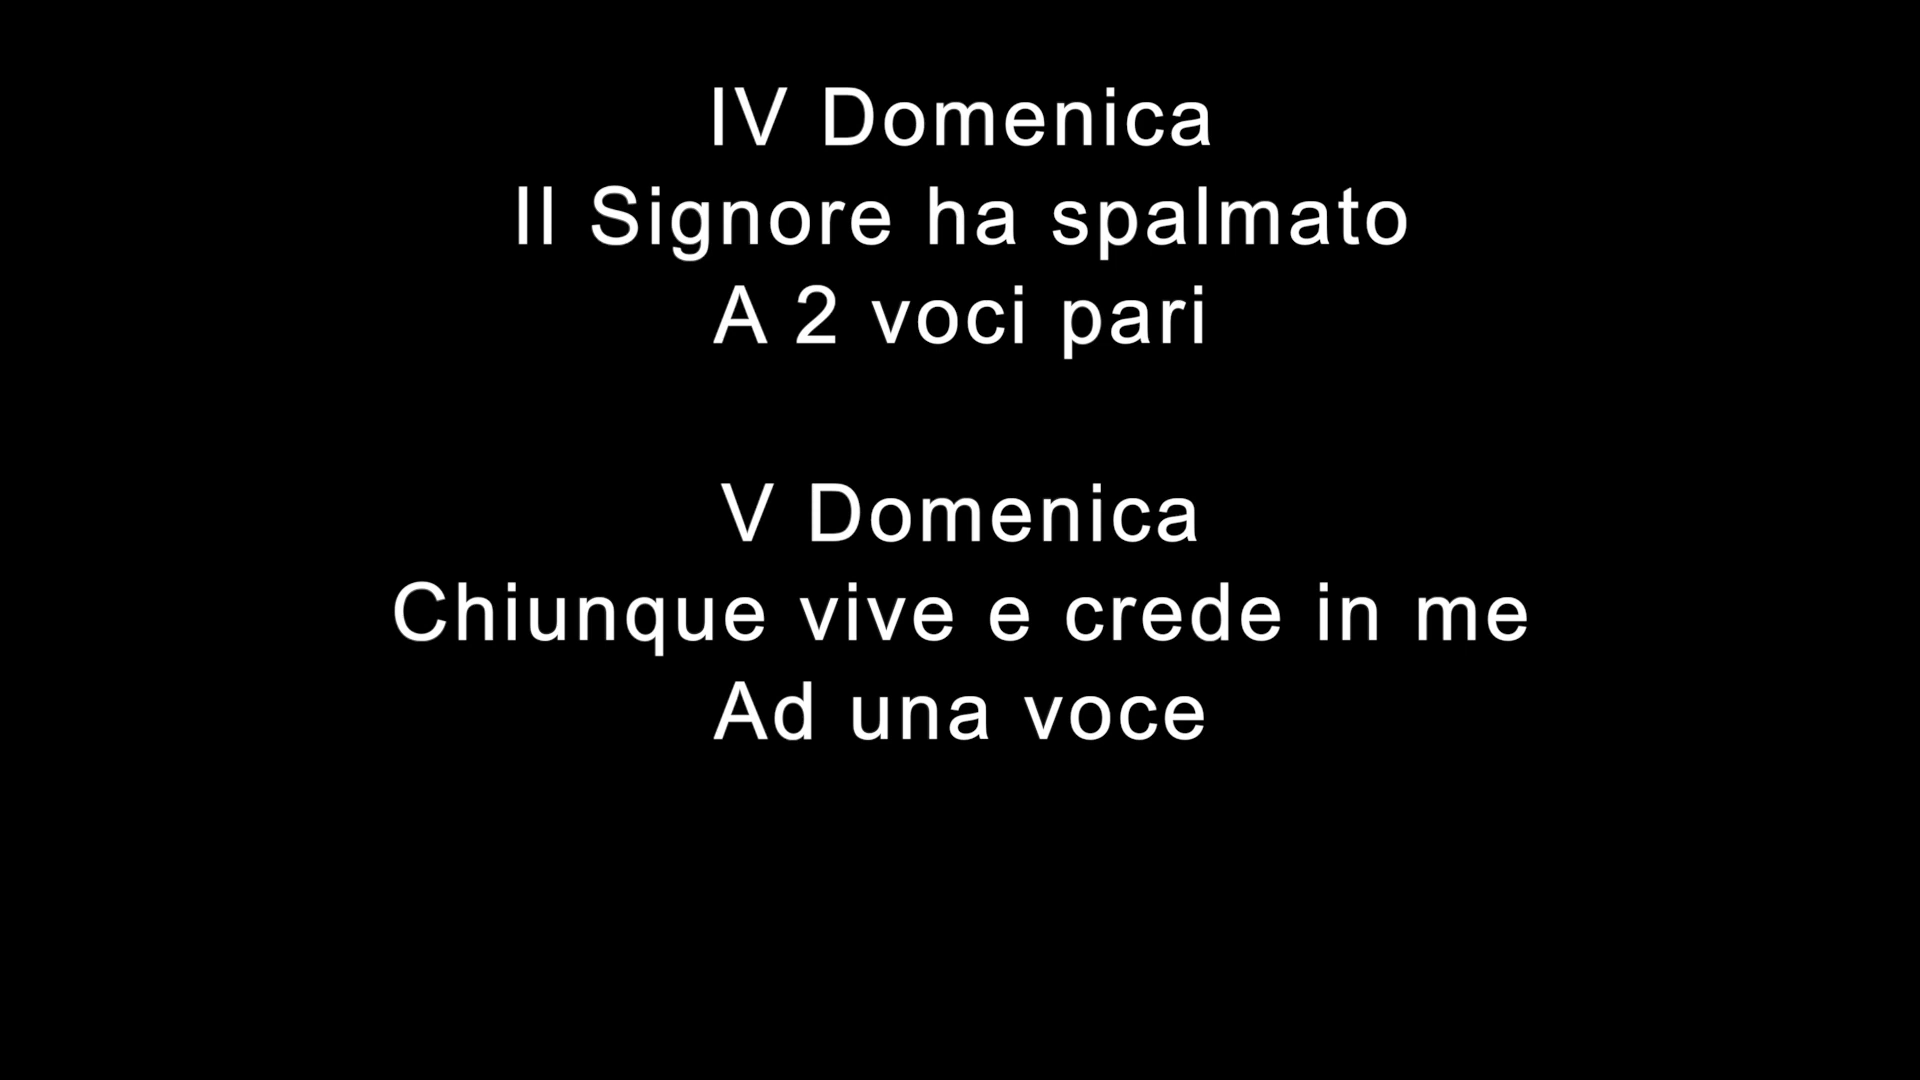 IV Domenica
Il Signore ha spalmato
A 2 voci pari
V Domenica
Chiunque vive e crede in me
Ad una voce